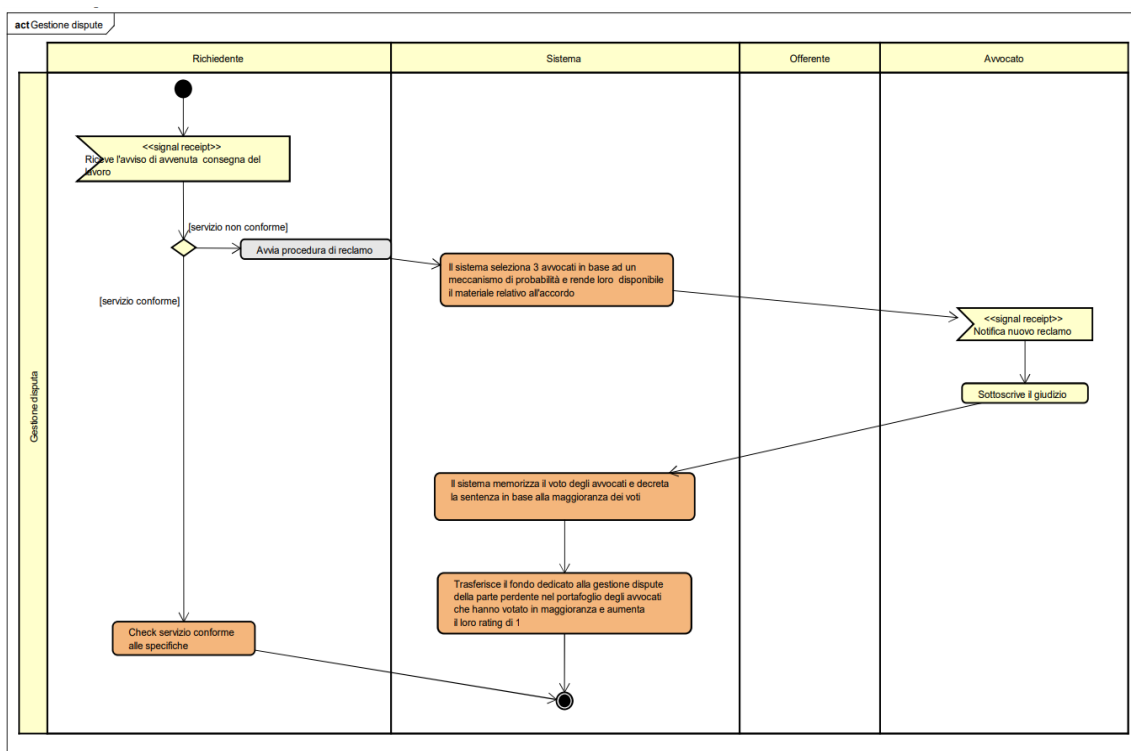 act Gestione dispute
Richiedente
Sistema
Offerente
Avvocato
Gestione disputa
<<signal receipt>>
Riceve l'avviso di avvenuta consegna del
lavoro
[servizio non conforme]
Avvia procedura di reclamo
[servizio conforme]
Il sistema seleziona 3 avvocati in base ad un
meccanismo di probabilità e rende loro disponibile
il materiale relativo all'accordo
<<signal receipt>>
Notifica nuovo reclamo
Sottoscrive il giudizio
Il sistema memorizza il voto degli avvocati e decreta
la sentenza in base alla maggioranza dei voti
Trasferisce il fondo dedicato alla gestione dispute
della parte perdente nel portafoglio degli avvocati
che hanno votato in maggioranza e aumenta
il loro rating di 1
Check servizio conforme
alle specifiche